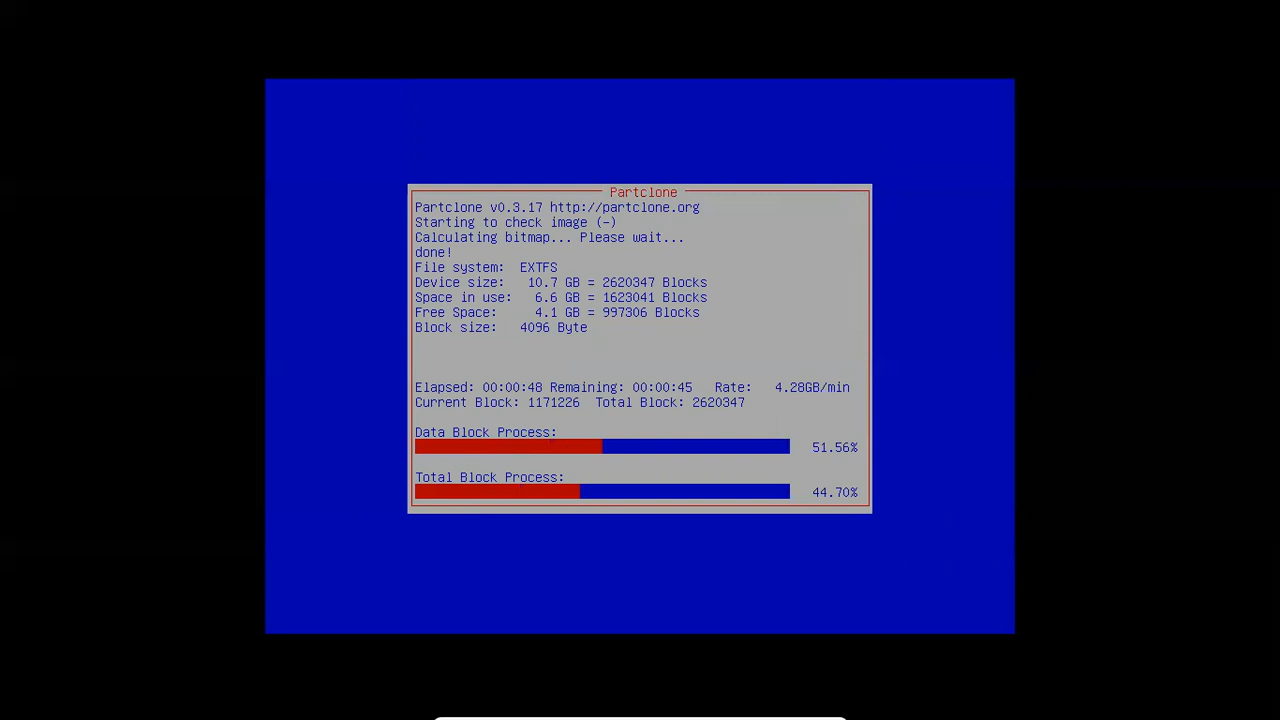 Partclone
Partclone v0.3.17 http://partclone.org
Starting to check image (-)
Calculating bitmap... Please wait...
done!
File system:  EXTFS
Device size:   10.7 GB = 2620347 Blocks
Space in use:   6.6 GB = 1623041 Blocks
Free Space:     4.1 GB = 997306 Blocks
Block size:   4096 Byte
Elapsed: 00:00:48 Remaining: 00:00:45   Rate:   4.28GB/min
Current Block: 1171226  Total Block: 2620347
Data Block Process:
51.56%
Total Block Process:
44.70%